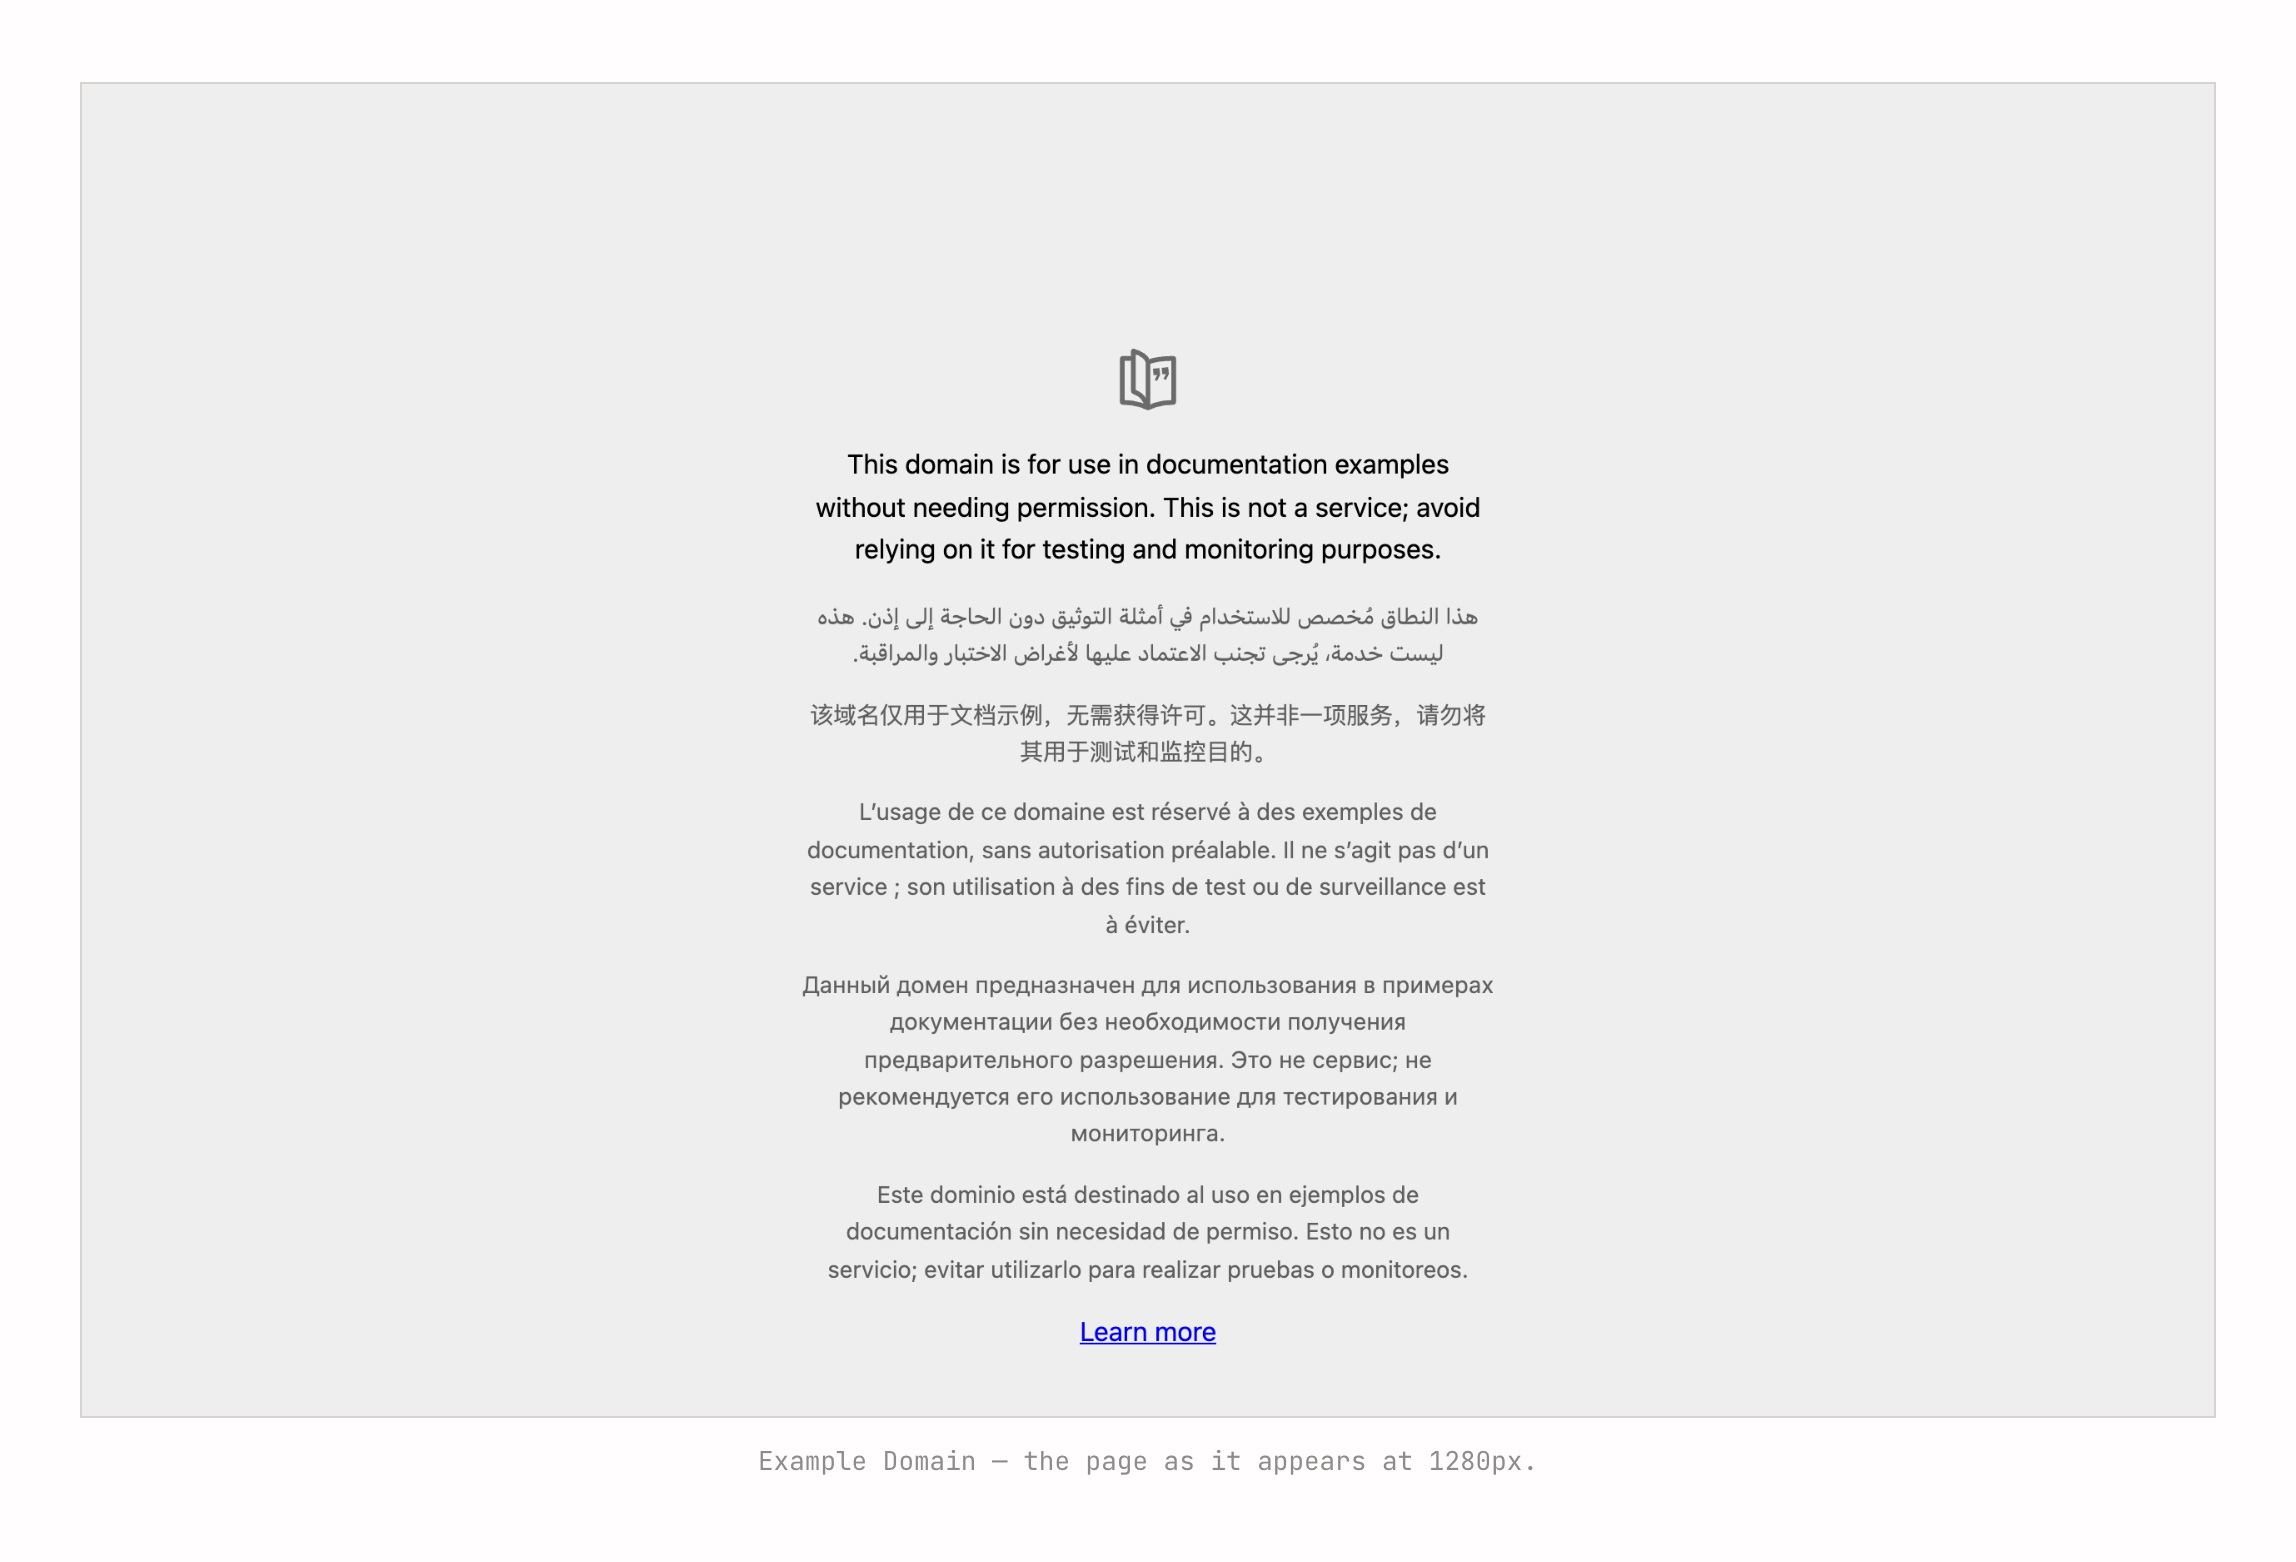 This domain is for use in documentation examples
without needing permission. This is not a service; avoid
relying on it for testing and monitoring purposes.
هذا النطاق مُخصص للاستخدام في أمثلة التوثيق دون الحاجة إلى إذن. هذه
ليست خدمة، يُرجى تجنب الاعتماد عليها لأغراض الاختبار والمراقبة.
该域名仅用于文档示例，无需获得许可。这并非一项服务，请勿将
其用于测试和监控目的。
L’usage de ce domaine est réservé à des exemples de
documentation, sans autorisation préalable. Il ne s’agit pas d’un
service ; son utilisation à des fins de test ou de surveillance est
à éviter.
Данный домен предназначен для использования в примерах
документации без необходимости получения
предварительного разрешения. Это не сервис; не
рекомендуется его использование для тестирования и
мониторинга.
Este dominio está destinado al uso en ejemplos de
documentación sin necesidad de permiso. Esto no es un
servicio; evitar utilizarlo para realizar pruebas o monitoreos.
Learn more
Example Domain — the page as it appears at 1280px.